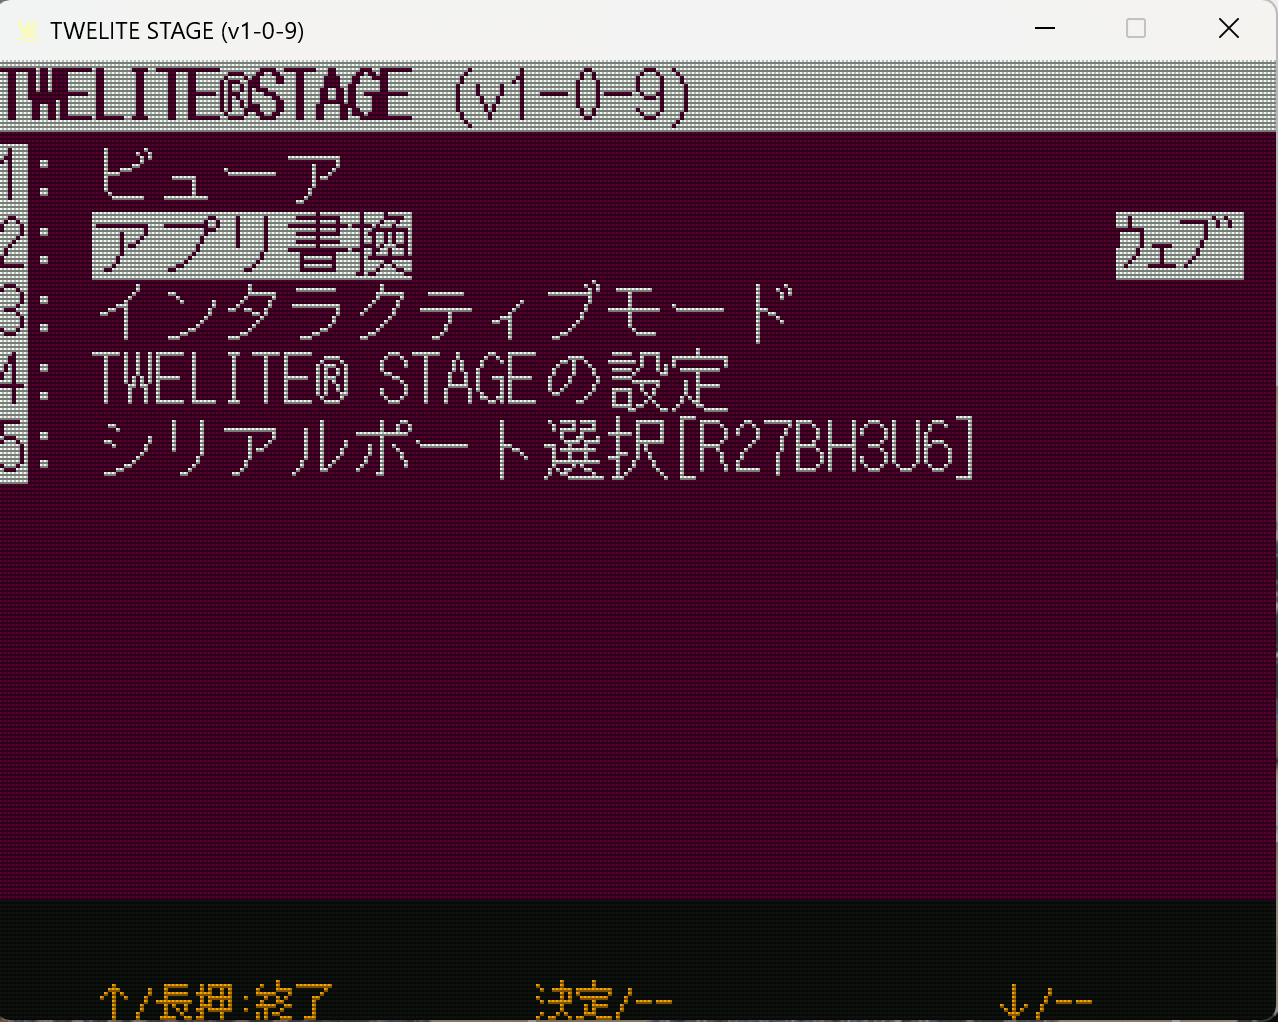 TWELITE STAGE (v1-0-9)
TWELITE®STAGE (v1-0-9)
1: ビューア
2: アプリ書換 ｳｪﾌﾞ
3: インタラクティブモード
4: TWELITE® STAGEの設定
5: シリアルポート選択[R27BH3U6]
↑/長押:終了 決定/-- ↓/--